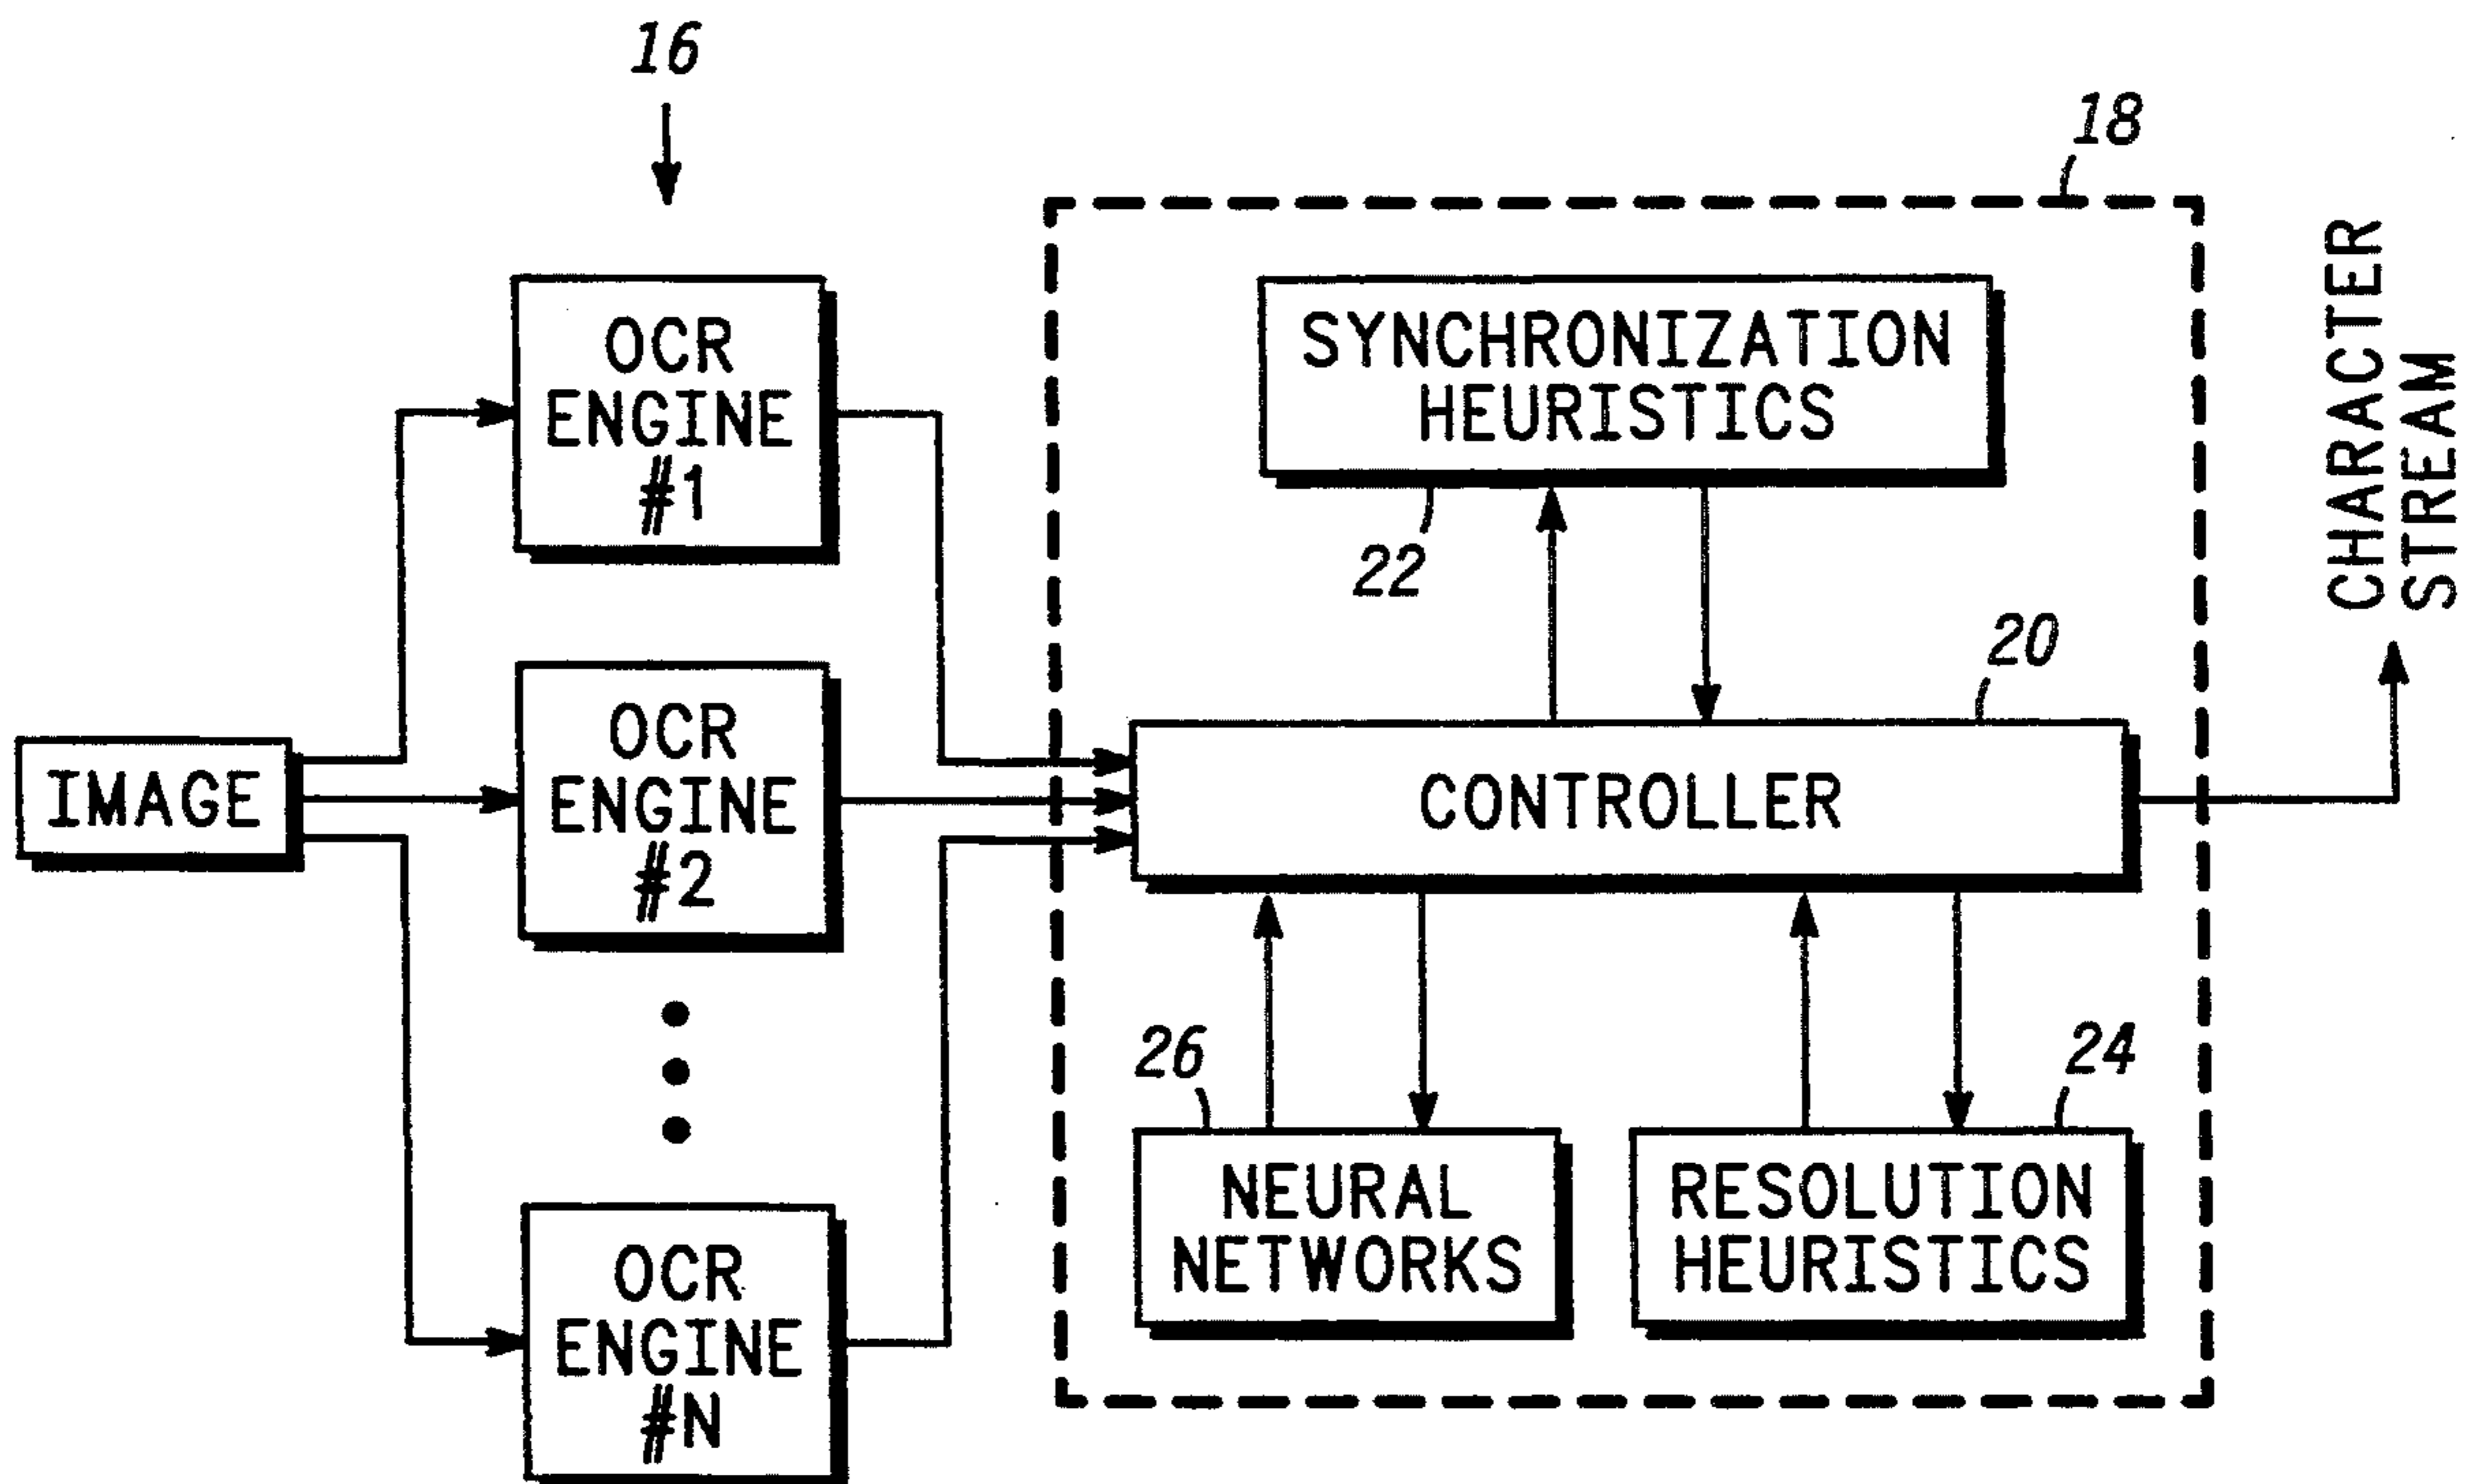 16
18
OCR
ENGINE
#1
SYNCHRONIZATION
HEURISTICS
22
CHARACTER
STREAM
20
IMAGE
OCR
ENGINE
#2
CONTROLLER
26
24
NEURAL
NETWORKS
RESOLUTION
HEURISTICS
OCR
ENGINE
#N